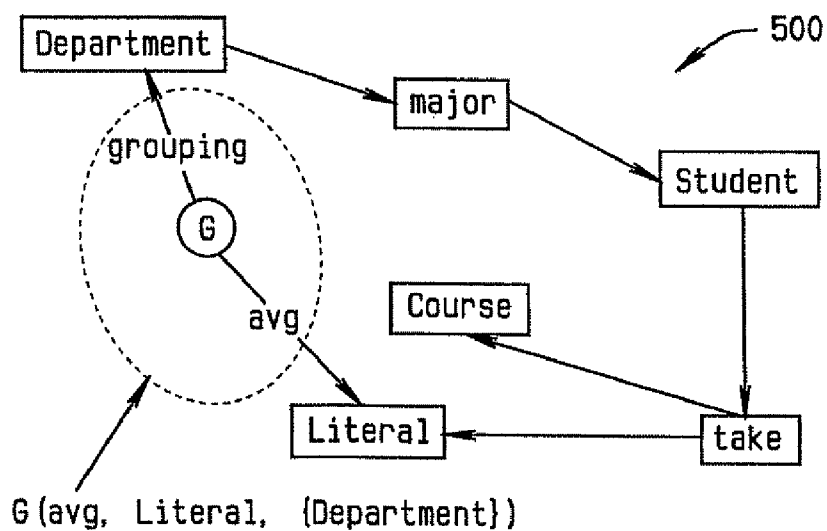 500
Department
major
grouping
Student
G
Course
avg
Literal
take
G(avg, Literal, {Department})